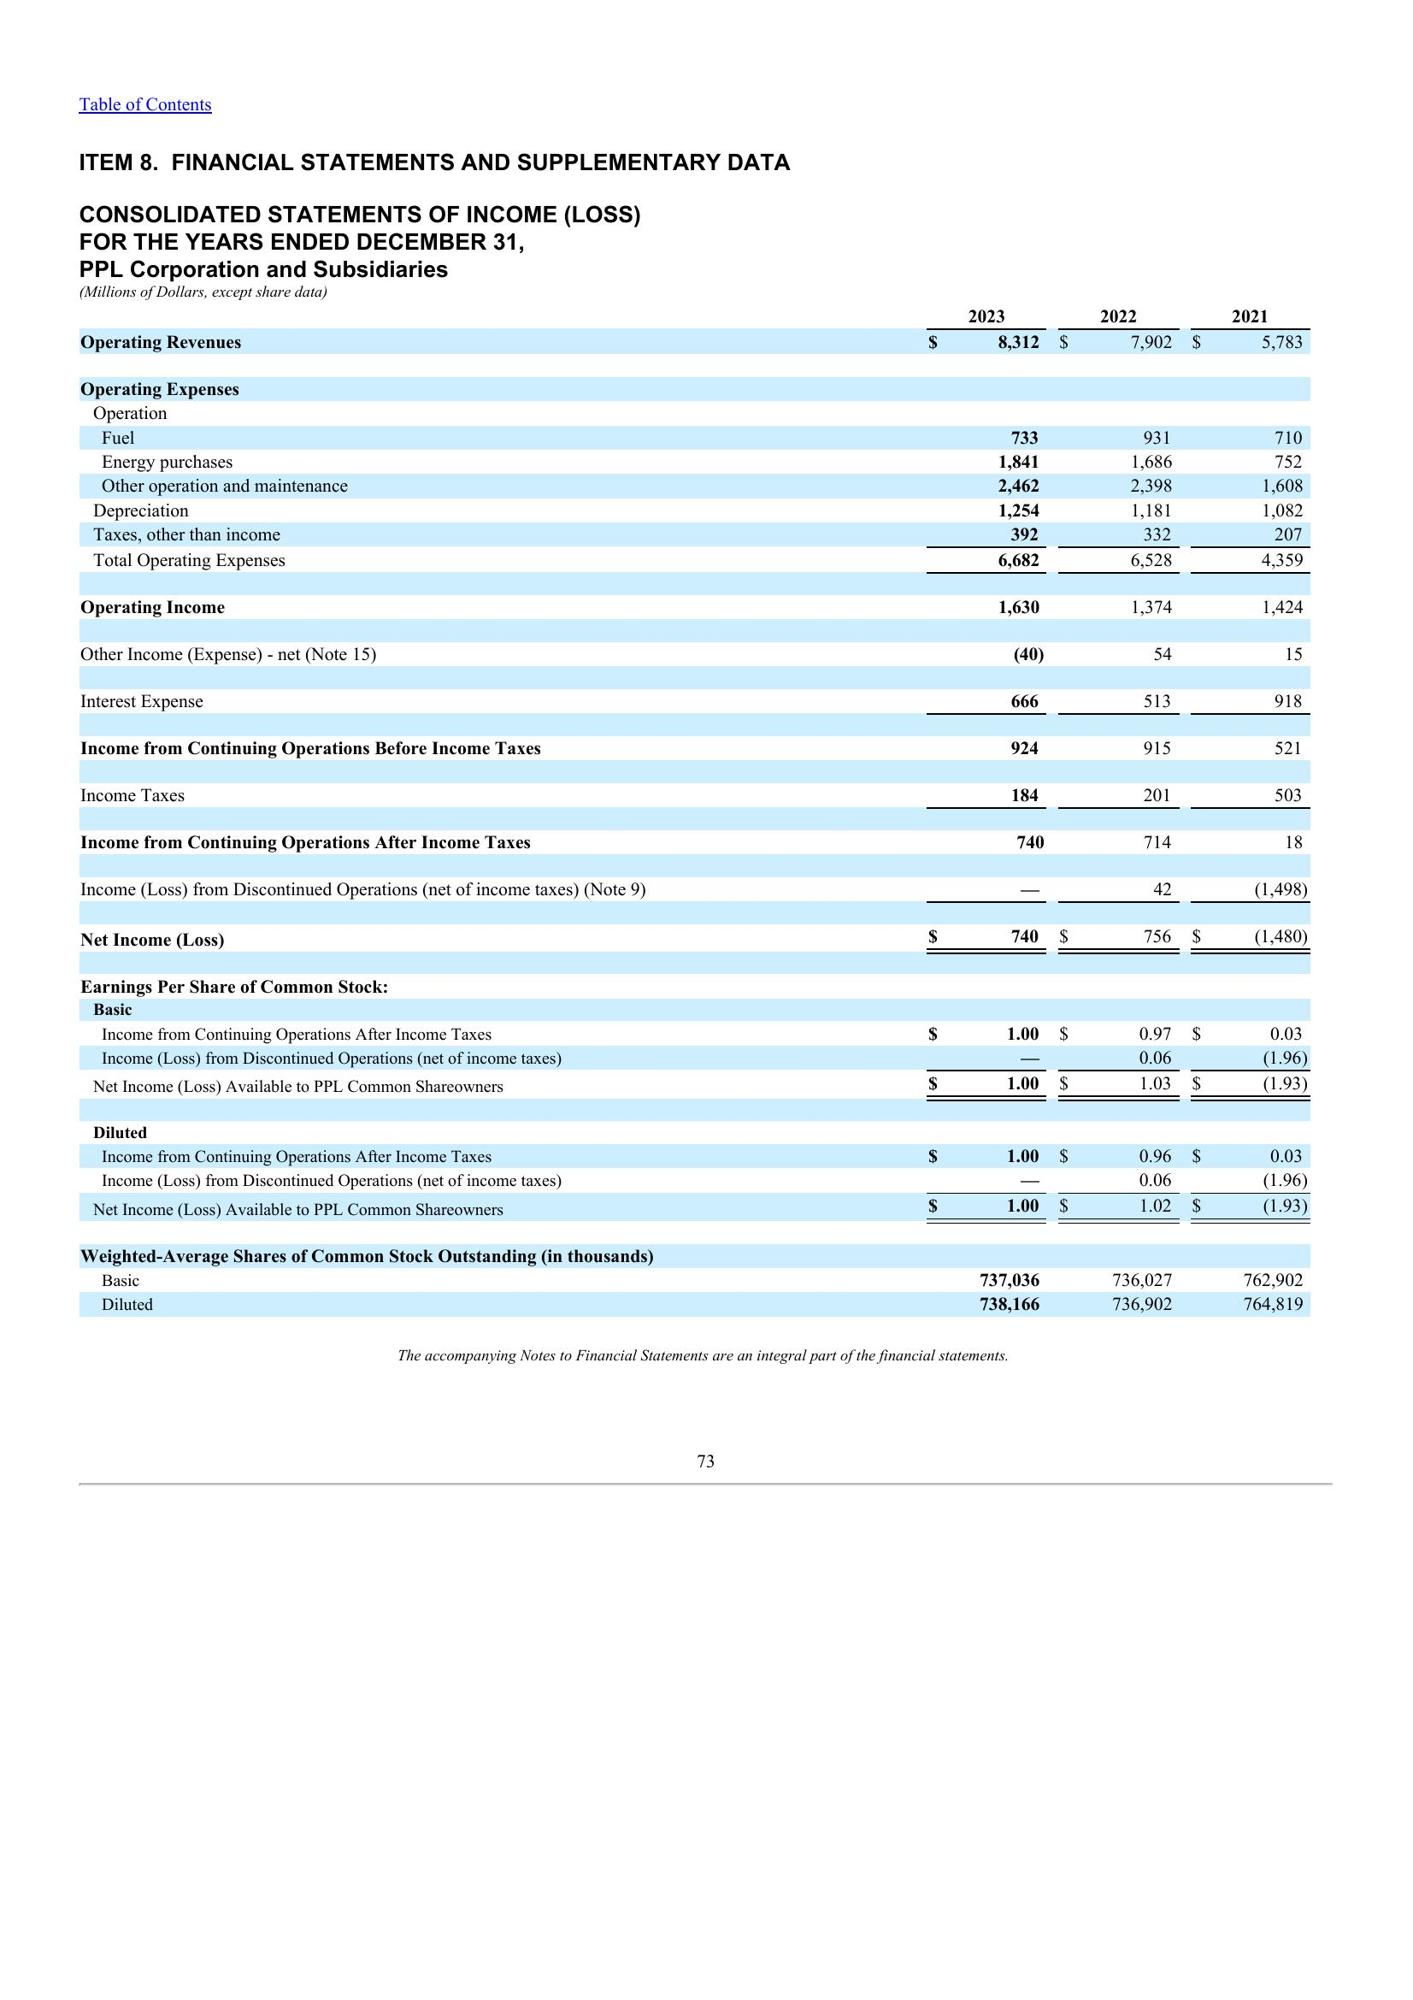 Table of Contents
ITEM 8.  FINANCIAL STATEMENTS AND SUPPLEMENTARY DATA
CONSOLIDATED STATEMENTS OF INCOME (LOSS)
FOR THE YEARS ENDED DECEMBER 31,
PPL Corporation and Subsidiaries
(Millions of Dollars, except share data)
2023 2022 2021
Operating Revenues $ 8,312 $ 7,902 $ 5,783
Operating Expenses
Operation
Fuel 733 931 710
Energy purchases 1,841 1,686 752
Other operation and maintenance 2,462 2,398 1,608
Depreciation 1,254 1,181 1,082
Taxes, other than income 392 332 207
Total Operating Expenses 6,682 6,528 4,359
Operating Income 1,630 1,374 1,424
Other Income (Expense) - net (Note 15) (40) 54 15
Interest Expense 666 513 918
Income from Continuing Operations Before Income Taxes 924 915 521
Income Taxes 184 201 503
Income from Continuing Operations After Income Taxes 740 714 18
Income (Loss) from Discontinued Operations (net of income taxes) (Note 9) — 42 (1,498)
Net Income (Loss) $ 740 $ 756 $ (1,480)
Earnings Per Share of Common Stock:
Basic
Income from Continuing Operations After Income Taxes $ 1.00 $ 0.97 $ 0.03
Income (Loss) from Discontinued Operations (net of income taxes) — 0.06 (1.96)
Net Income (Loss) Available to PPL Common Shareowners $ 1.00 $ 1.03 $ (1.93)
Diluted
Income from Continuing Operations After Income Taxes $ 1.00 $ 0.96 $ 0.03
Income (Loss) from Discontinued Operations (net of income taxes) — 0.06 (1.96)
Net Income (Loss) Available to PPL Common Shareowners $ 1.00 $ 1.02 $ (1.93)
Weighted-Average Shares of Common Stock Outstanding (in thousands)
Basic 737,036 736,027 762,902
Diluted 738,166 736,902 764,819
The accompanying Notes to Financial Statements are an integral part of the financial statements.
73